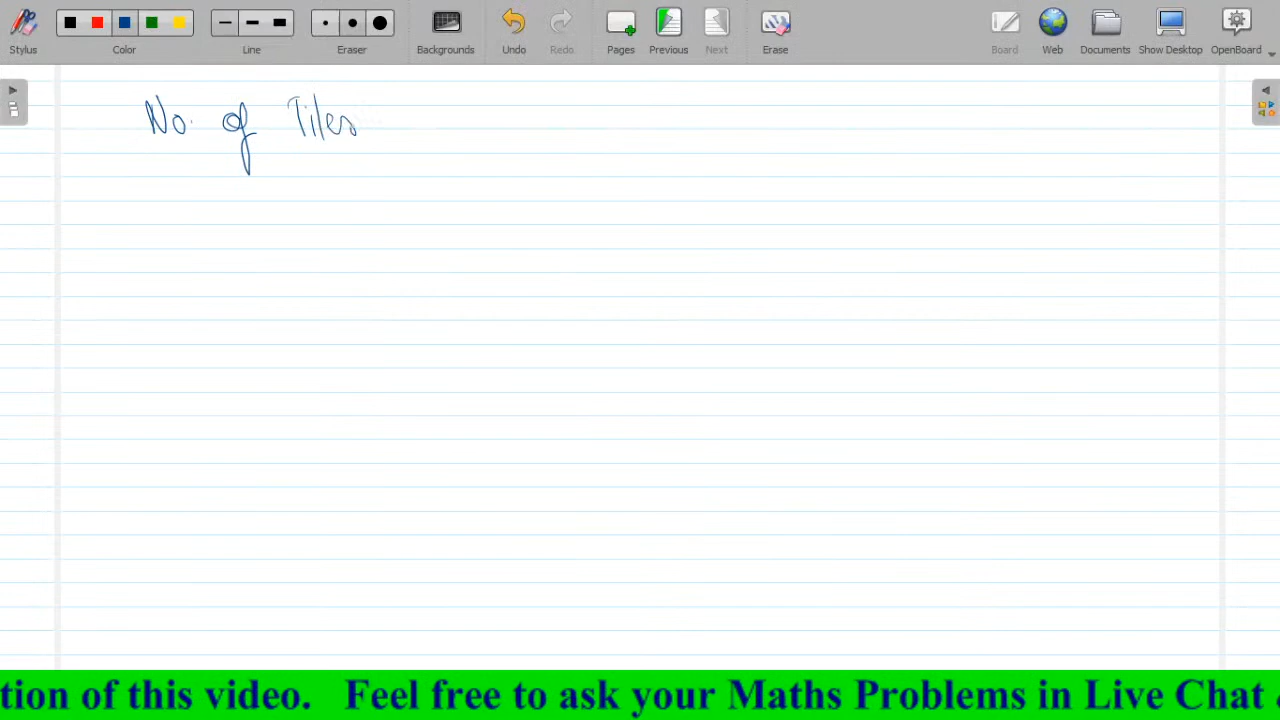 Stylus Color Line Eraser Backgrounds Undo Redo Pages Previous Next Erase Board Web Documents Show Desktop OpenBoard
No. of Tiles
tion of this video. Feel free to ask your Maths Problems in Live Chat